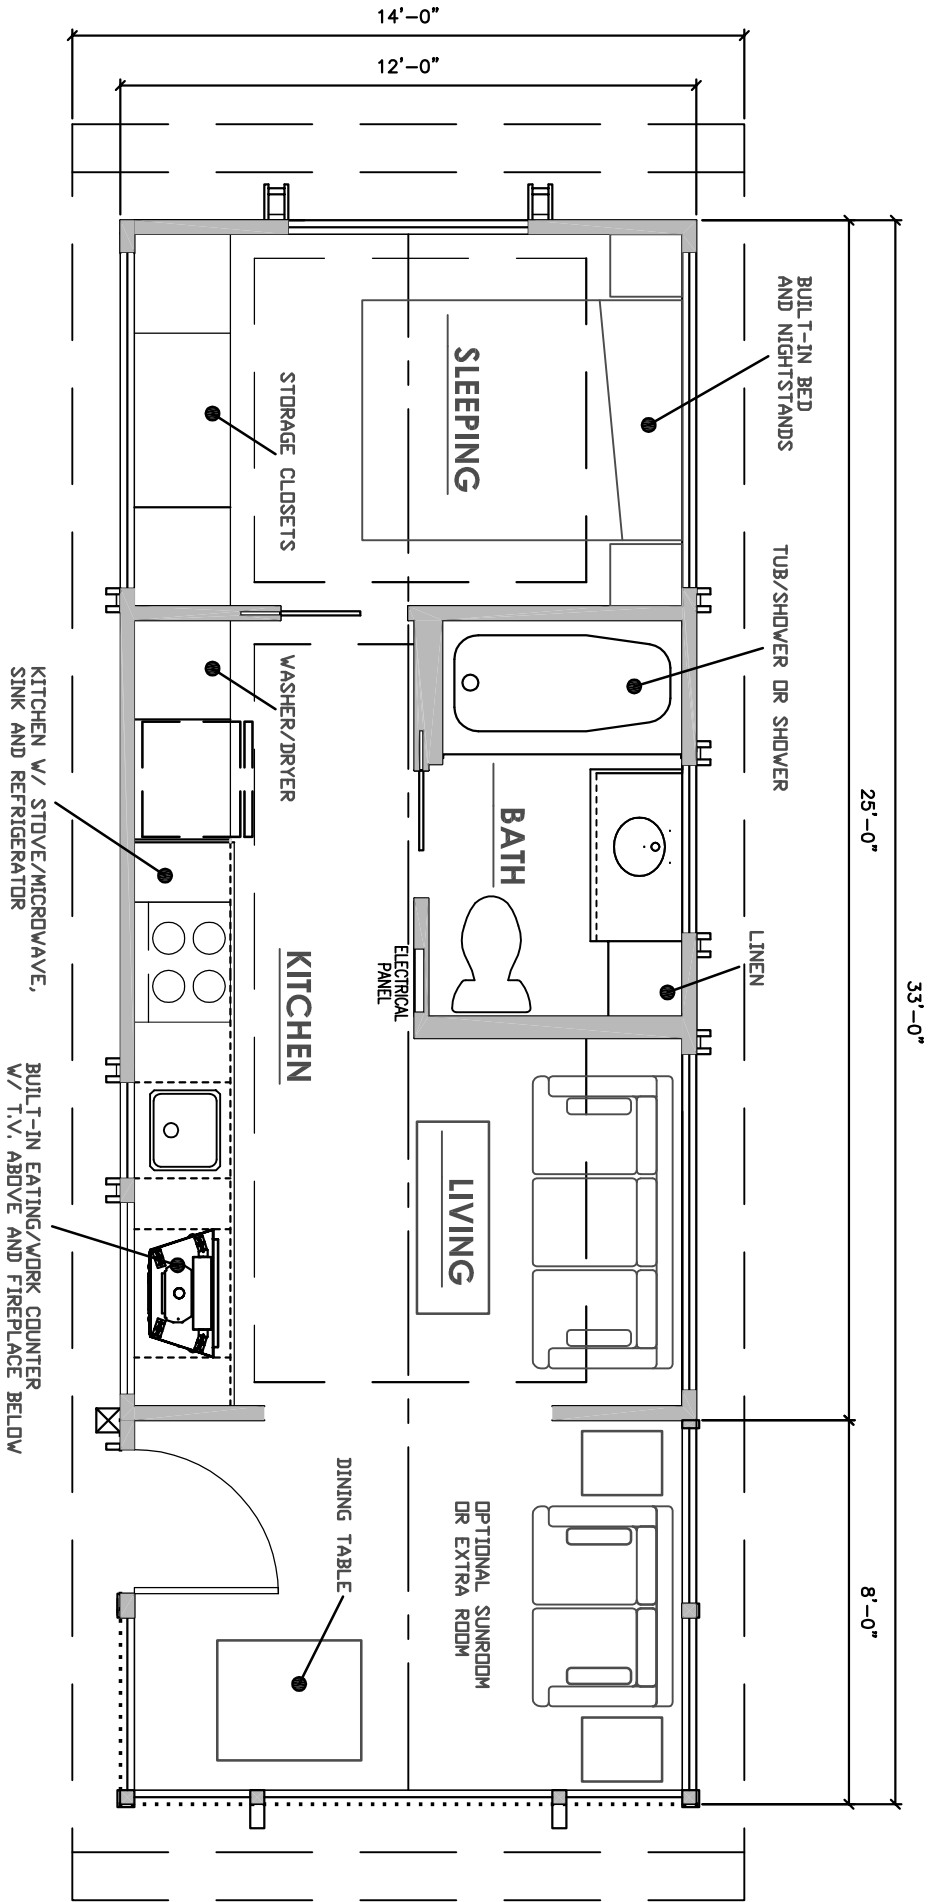 14'-0"
12'-0"
33'-0"
25'-0"
8'-0"
BUILT-IN BED
AND NIGHTSTANDS
TUB/SHOWER OR SHOWER
LINEN
SLEEPING
STORAGE CLOSETS
WASHER/DRYER
BATH
ELECTRICAL
PANEL
KITCHEN
LIVING
OPTIONAL SUNROOM
OR EXTRA ROOM
DINING TABLE
KITCHEN W/ STOVE/MICROWAVE,
SINK AND REFRIGERATOR
BUILT-IN EATING/WORK COUNTER
W/ T.V. ABOVE AND FIREPLACE BELOW